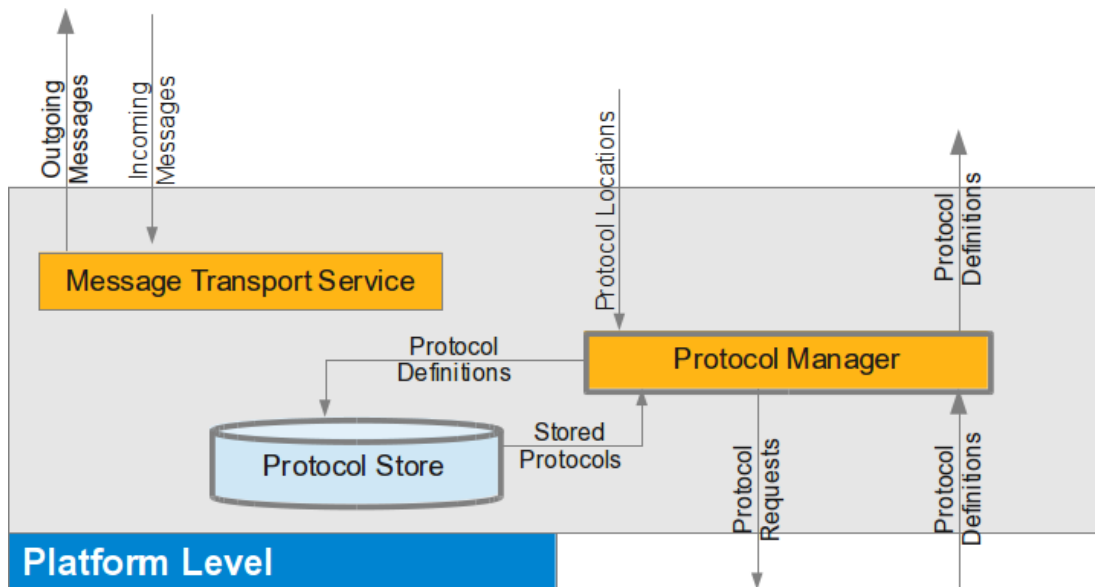 Outgoing
Messages
Incoming
Messages
Protocol Locations
Protocol
Definitions
Message Transport Service
Protocol
Definitions
Protocol Manager
Stored
Protocols
Protocol Store
Protocol
Requests
Protocol
Definitions
Platform Level